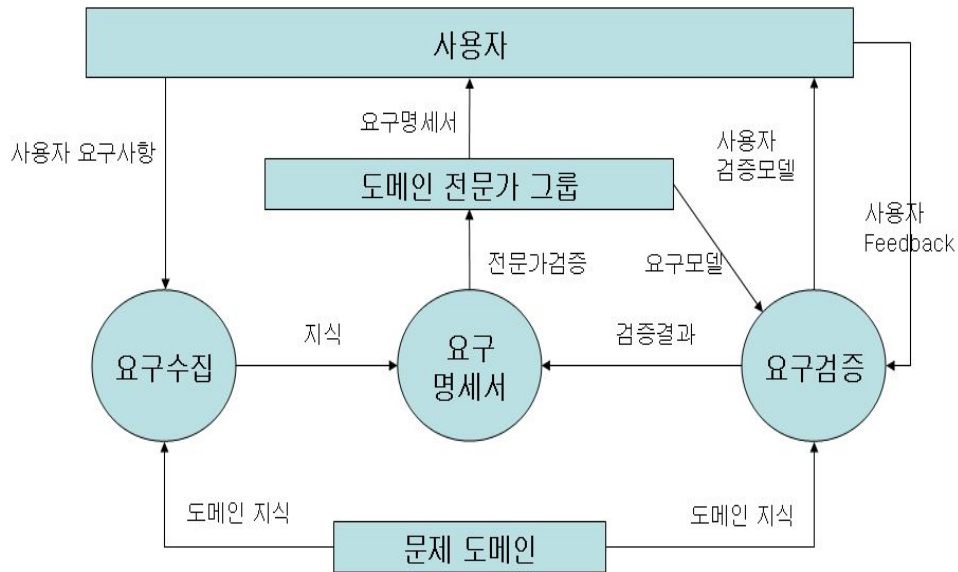 사용자
사용자 요구사항
요구명세서
사용자
검증모델
도메인 전문가 그룹
사용자
Feedback
전문가검증
요구모델
요구수집
지식
요구
명세서
검증결과
요구검증
도메인 지식
도메인 지식
문제 도메인